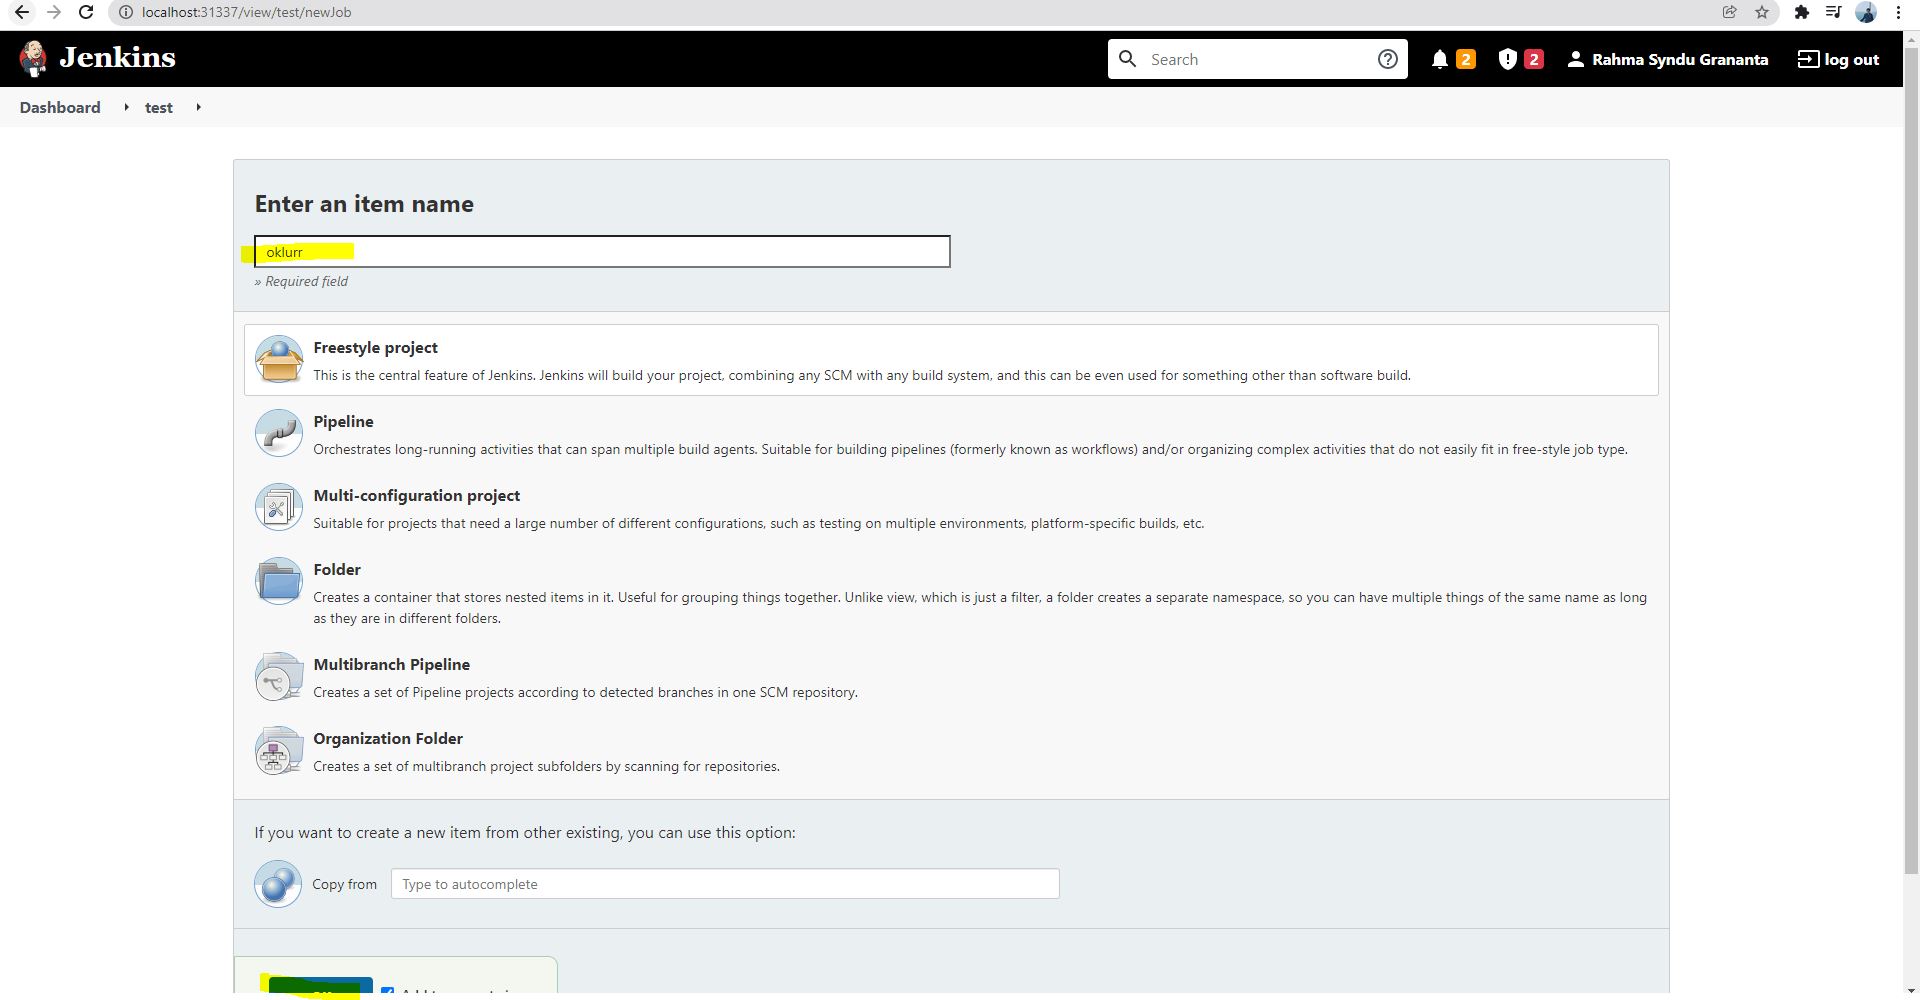 localhost:31337/view/test/newJob
Jenkins
Search
2
2
Rahma Syndu Grananta
log out
Dashboard
test
Enter an item name
oklurr
» Required field
Freestyle project
This is the central feature of Jenkins. Jenkins will build your project, combining any SCM with any build system, and this can be even used for something other than software build.
Pipeline
Orchestrates long-running activities that can span multiple build agents. Suitable for building pipelines (formerly known as workflows) and/or organizing complex activities that do not easily fit in free-style job type.
Multi-configuration project
Suitable for projects that need a large number of different configurations, such as testing on multiple environments, platform-specific builds, etc.
Folder
Creates a container that stores nested items in it. Useful for grouping things together. Unlike view, which is just a filter, a folder creates a separate namespace, so you can have multiple things of the same name as long
as they are in different folders.
Multibranch Pipeline
Creates a set of Pipeline projects according to detected branches in one SCM repository.
Organization Folder
Creates a set of multibranch project subfolders by scanning for repositories.
If you want to create a new item from other existing, you can use this option:
Copy from
Type to autocomplete